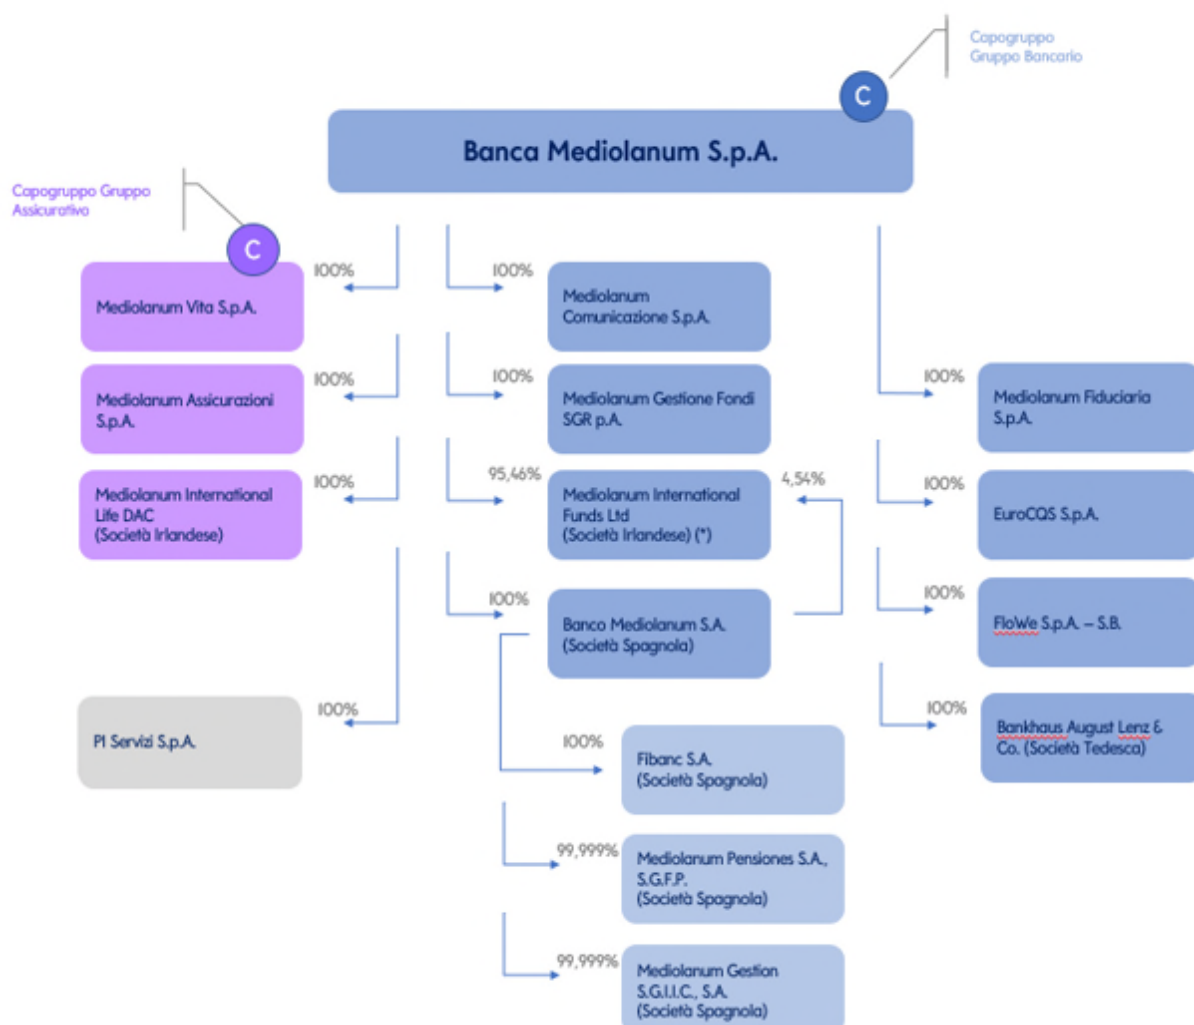 Capogruppo
Gruppo Bancario
C
Banca Mediolanum S.p.A.
Capogruppo Gruppo
Assicurativo
C
100%
Mediolanum Vita S.p.A.
100%
Mediolanum
Comunicazione S.p.A.
100%
Mediolanum Assicurazioni
S.p.A.
100%
Mediolanum Gestione Fondi
SGR p.A.
100%
Mediolanum Fiduciaria
S.p.A.
100%
Mediolanum International
Life DAC
(Società Irlandese)
95,46%
Mediolanum International
Funds Ltd
(Società Irlandese) (*)
4,54%
100%
EuroCQS S.p.A.
100%
Banco Mediolanum S.A.
(Società Spagnola)
100%
FloWe S.p.A. – S.B.
100%
PI Servizi S.p.A.
100%
Bankhaus August Lenz &
Co. (Società Tedesca)
100%
Fibanc S.A.
(Società Spagnola)
99,999%
Mediolanum Pensiones S.A.,
S.G.F.P.
(Società Spagnola)
99,999%
Mediolanum Gestion
S.G.I.I.C., S.A.
(Società Spagnola)